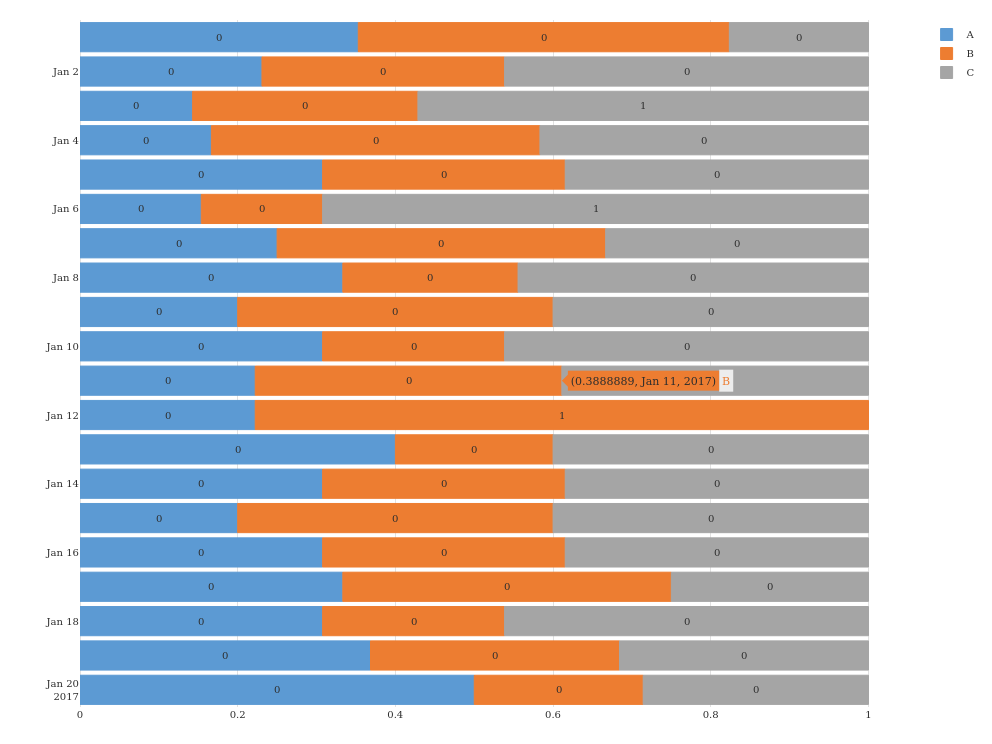 0 0 0
Jan 2 0 0 0
0 0 1
Jan 4 0 0 0
0 0 0
Jan 6 0 0 1
0 0 0
Jan 8 0 0 0
0 0 0
Jan 10 0 0 0
0 0 (0.3888889, Jan 11, 2017) B
Jan 12 0 1
0 0 0
Jan 14 0 0 0
0 0 0
Jan 16 0 0 0
0 0 0
Jan 18 0 0 0
0 0 0
Jan 20 0 0 0
2017
0 0.2 0.4 0.6 0.8 1
A
B
C